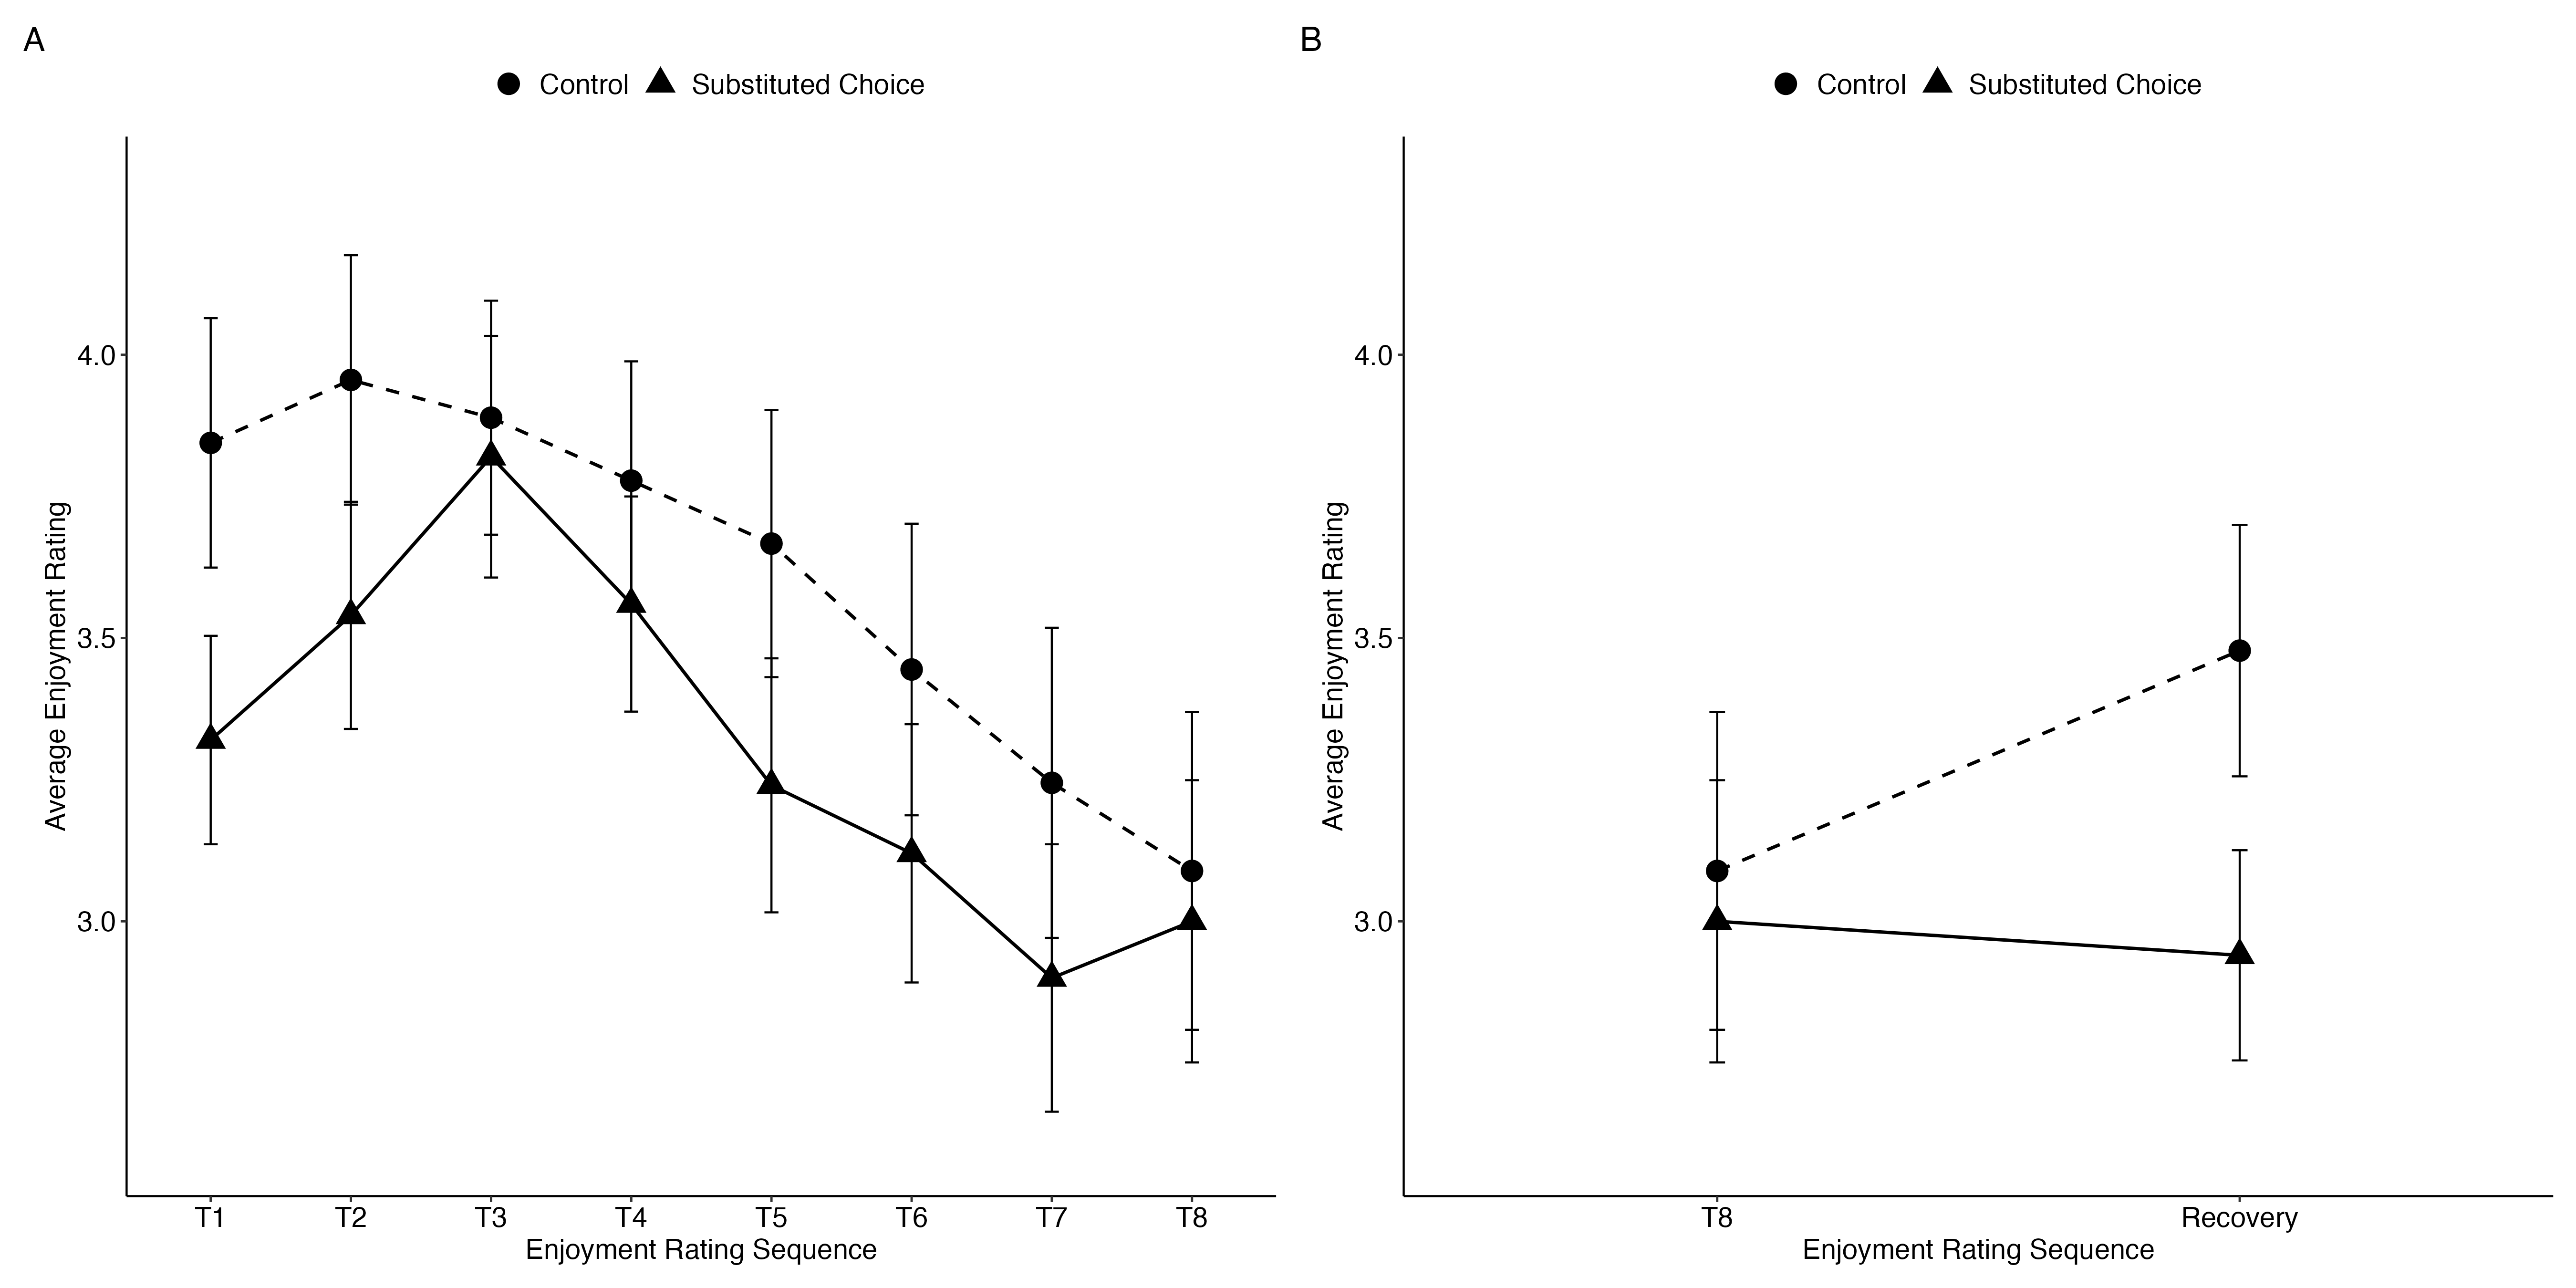 A
Control Substituted Choice
Average Enjoyment Rating
4.0
3.5
3.0
T1 T2 T3 T4 T5 T6 T7 T8
Enjoyment Rating Sequence
B
Control Substituted Choice
Average Enjoyment Rating
4.0
3.5
3.0
T8 Recovery
Enjoyment Rating Sequence